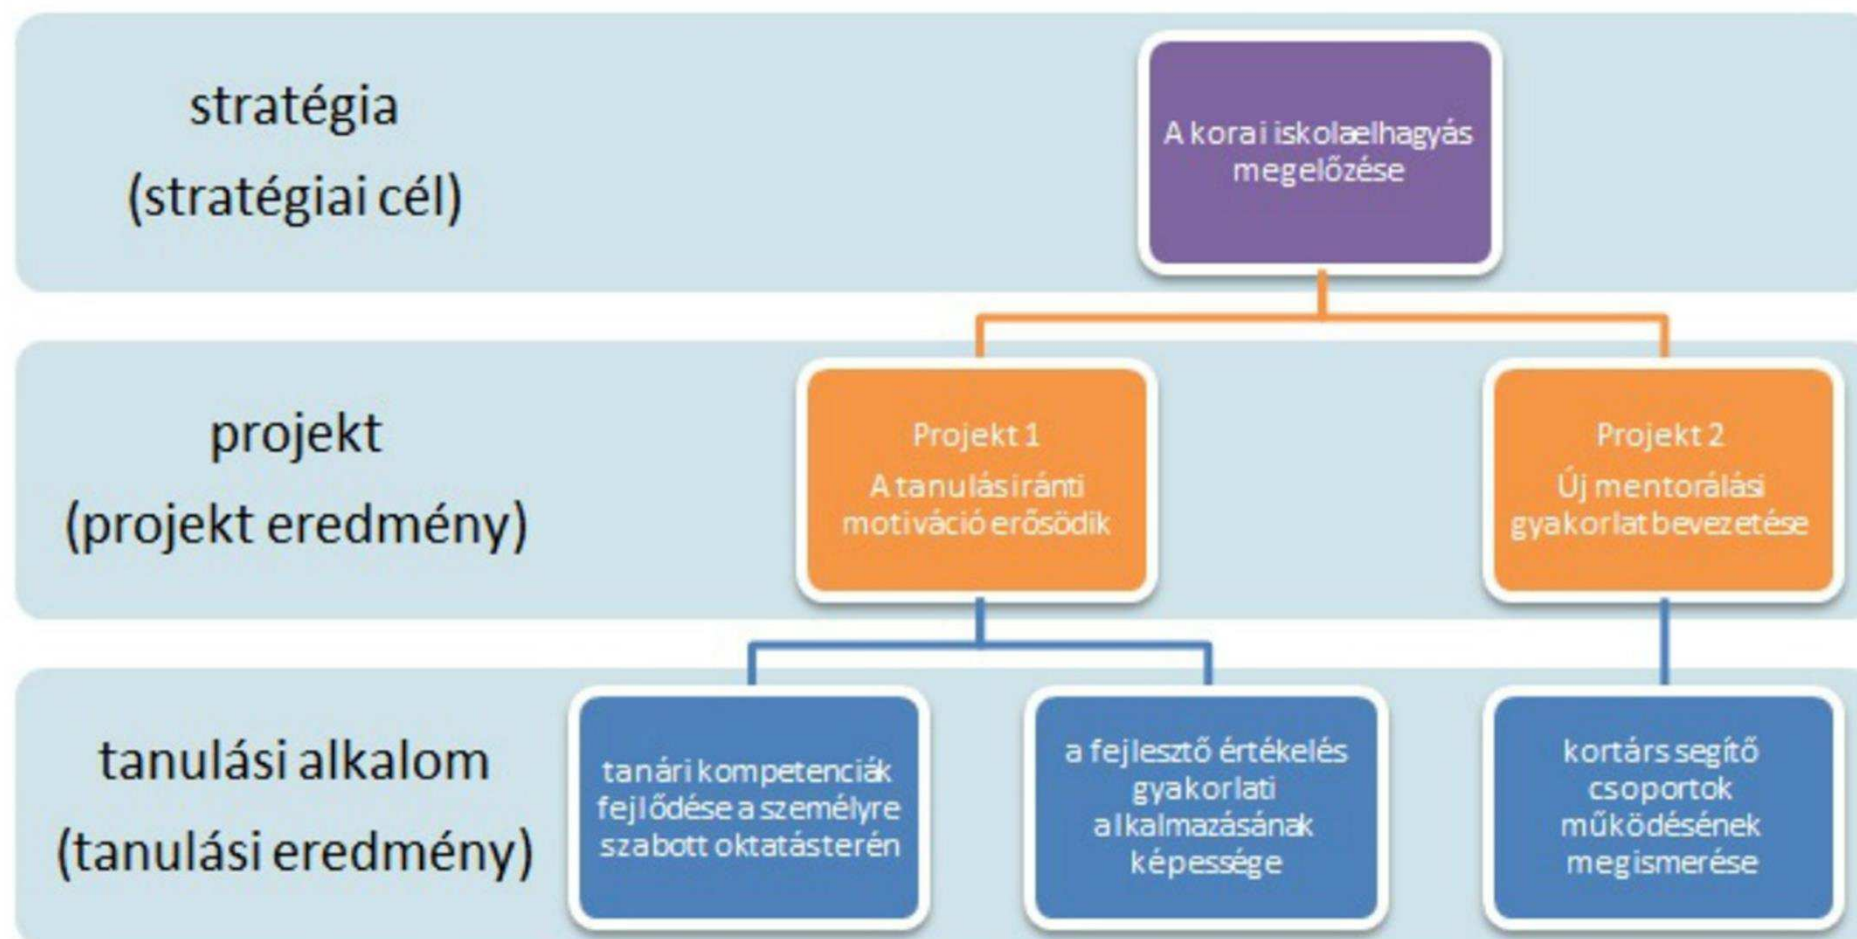 stratégia
(stratégiai cél)
A korai iskolaelhagyás
megelőzése
projekt
(projekt eredmény)
Projekt 1
A tanulás iránti
motiváció erősödik
Projekt 2
Új mentorálási
gyakorlat bevezetése
tanulási alkalom
(tanulási eredmény)
tanári kompetenciák
fejlődése a személyre
szabott oktatás terén
a fejlesztő értékelés
gyakorlati
alkalmazásának
képessége
kortárs segítő
csoportok
működésének
megismerése